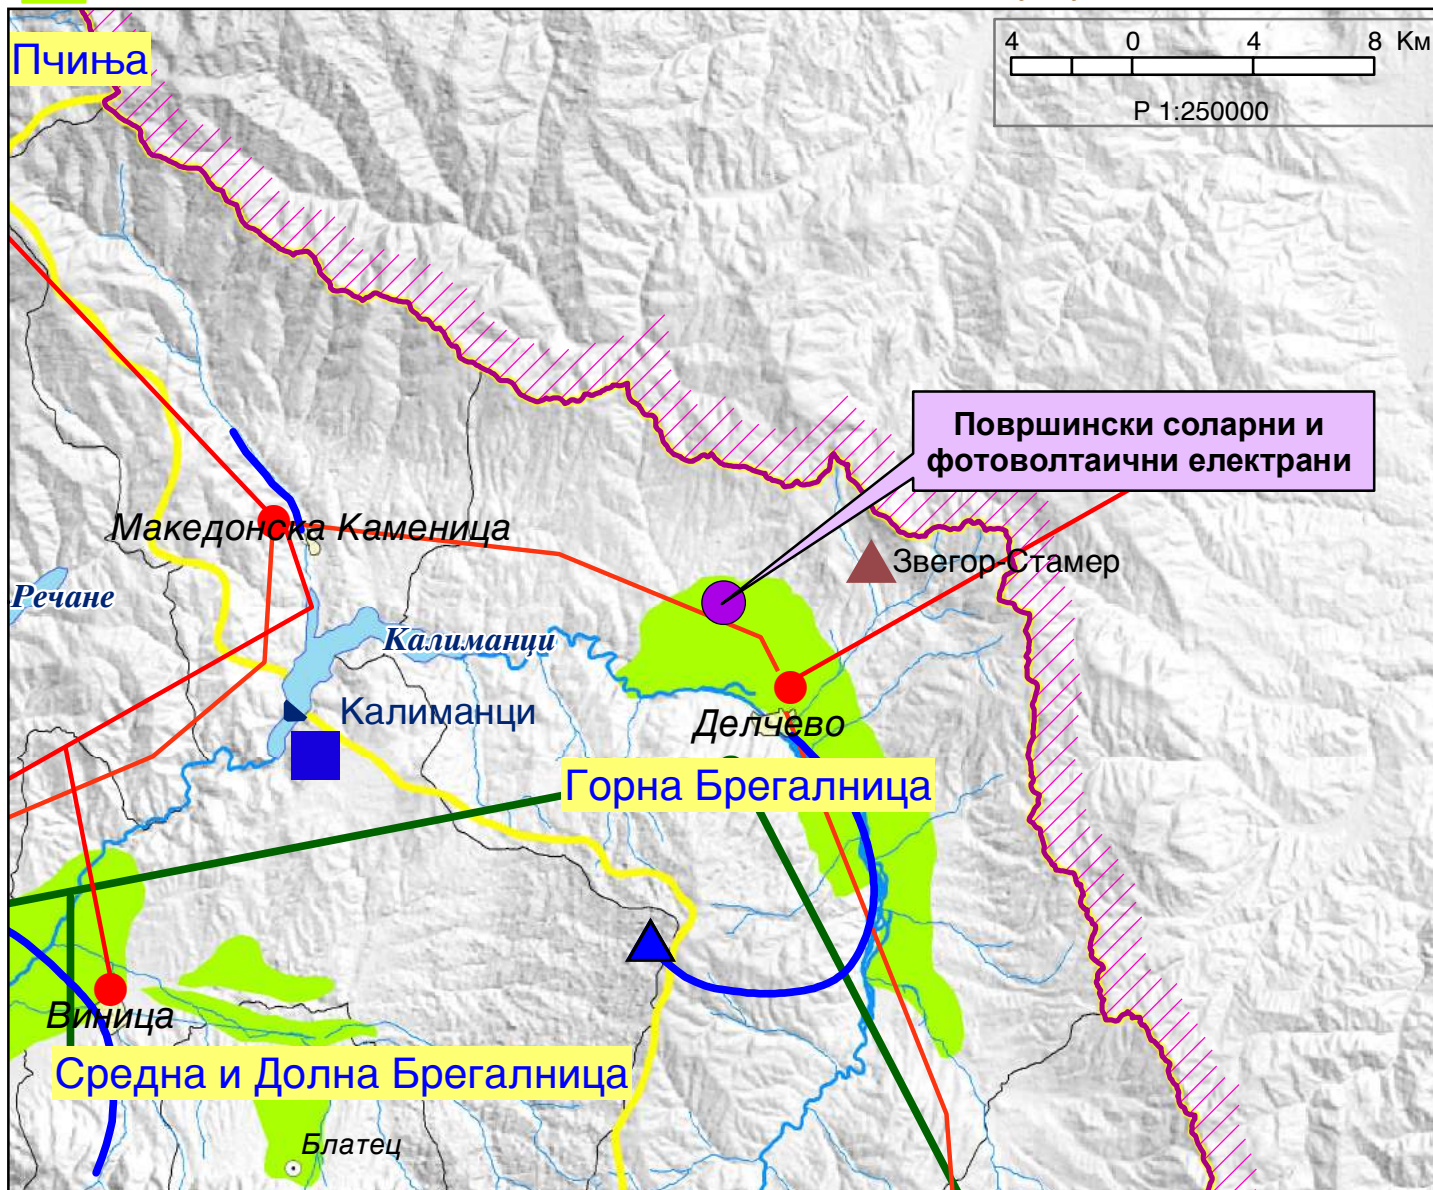 Пчиња
4 0 4 8 Км
Р 1:250000
Површински соларни и
фотоволтаични електрани
Македонска Каменица
Звегор-Стамер
Речане
Калиманци
Калиманци
Делчево
Горна Брегалница
Виница
Средна и Долна Брегалница
Блатец